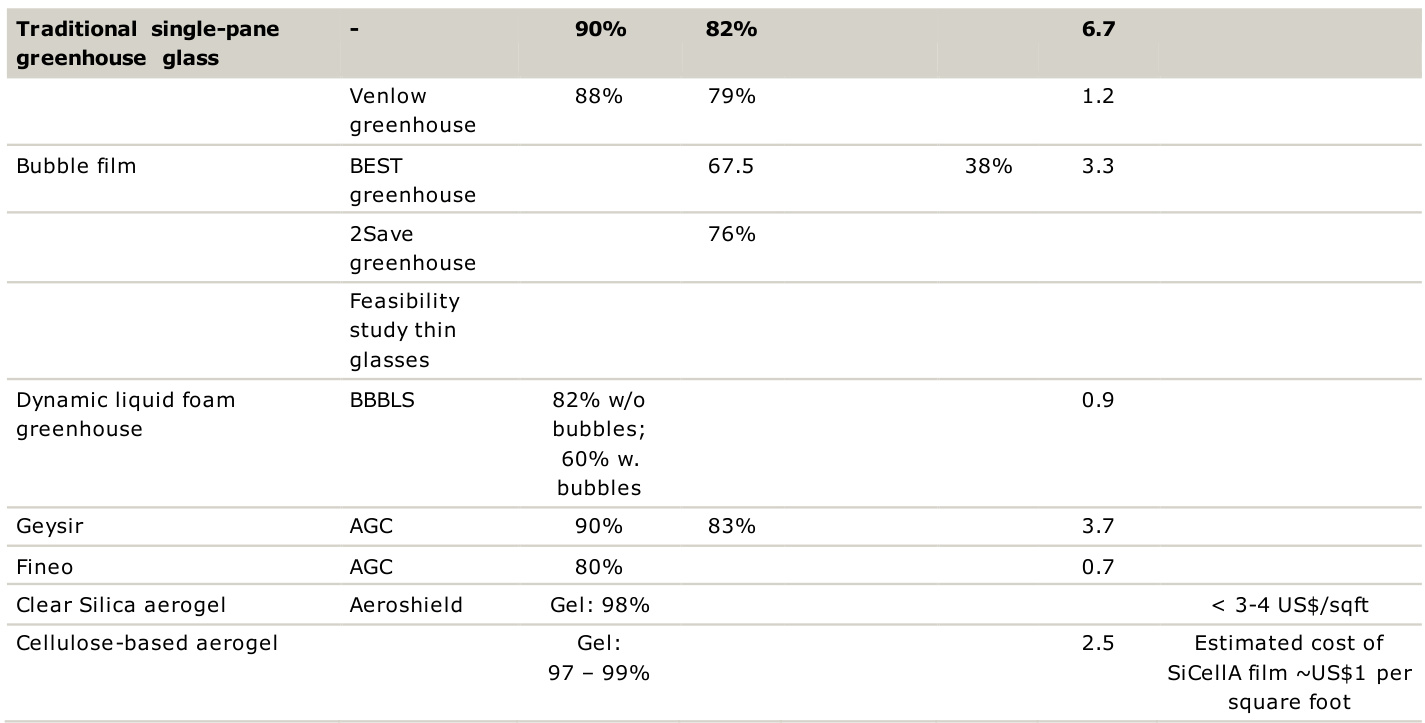 Traditional single-pane - 90% 82% 6.7
greenhouse glass
Venlow 88% 79% 1.2
greenhouse
Bubble film BEST 67.5 38% 3.3
greenhouse
2Save 76%
greenhouse
Feasibility
study thin
glasses
Dynamic liquid foam BBBLS 82% w/o 0.9
greenhouse bubbles;
60% w.
bubbles
Geysir AGC 90% 83% 3.7
Fineo AGC 80% 0.7
Clear Silica aerogel Aeroshield Gel: 98% < 3-4 US$/sqft
Cellulose-based aerogel Gel: 2.5 Estimated cost of
97 – 99% SiCellA film ~US$1 per
square foot